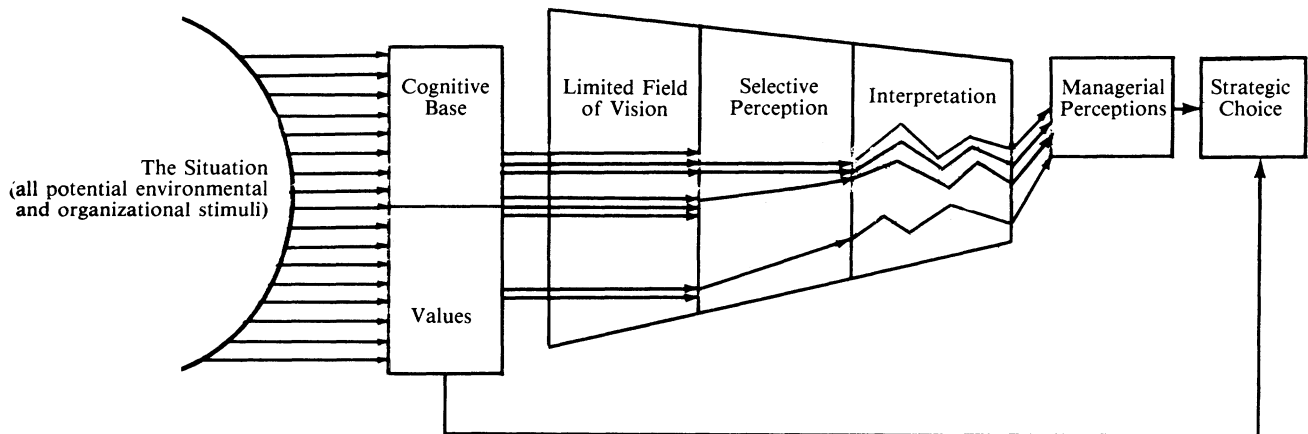 The Situation
(all potential environmental
and organizational stimuli)
Cognitive
Base
Values
Limited Field
of Vision
Selective
Perception
Interpretation
Managerial
Perceptions
Strategic
Choice